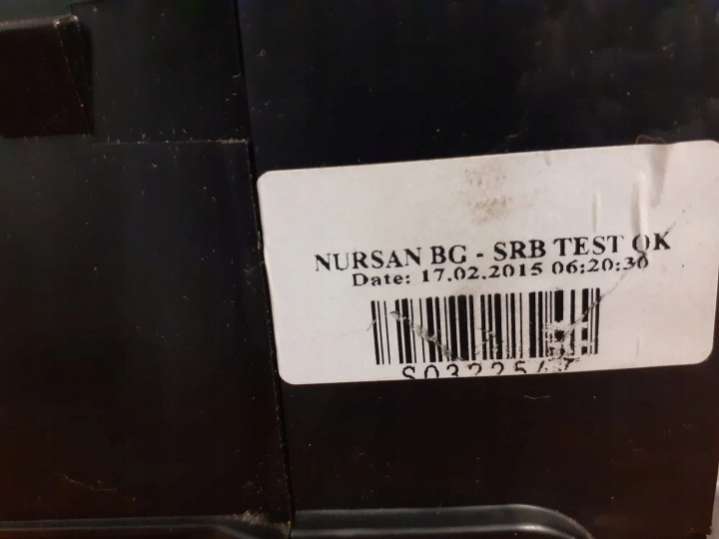 NURSAN BG - SRB TEST OK
Date: 17.02.2015 06:20:30